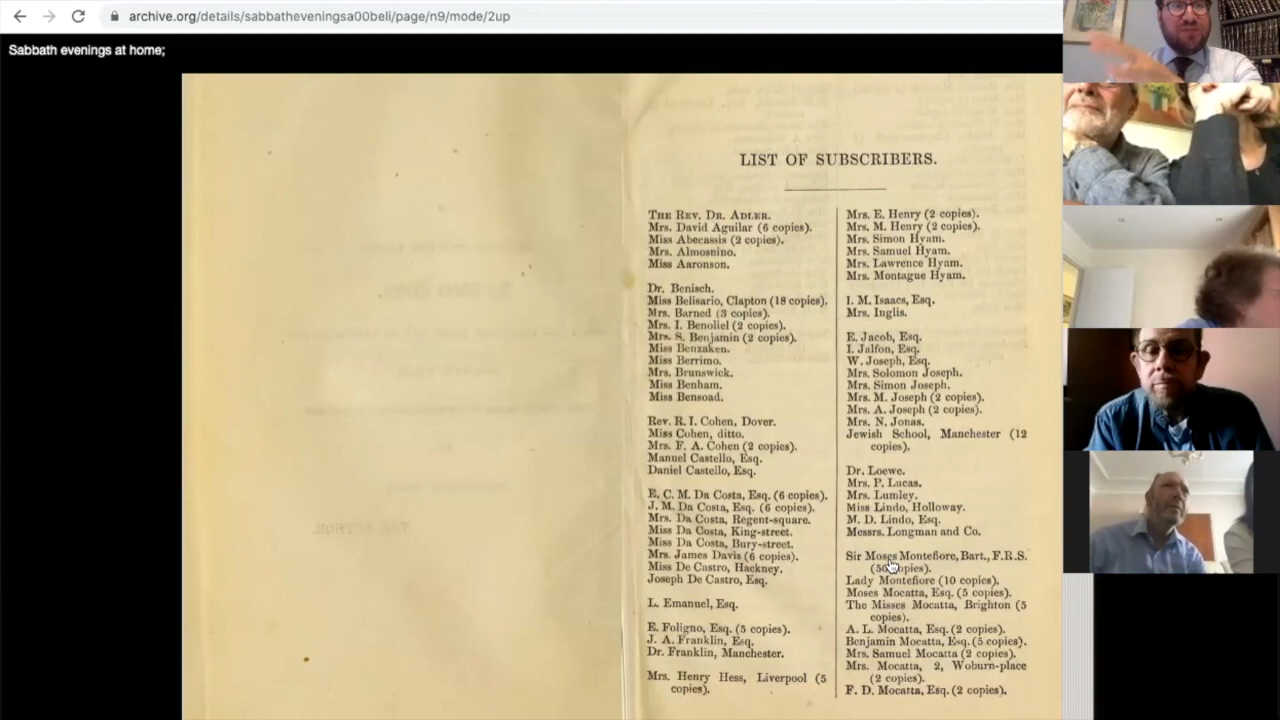 archive.org/details/sabbatheveningsa00beli/page/n9/mode/2up
Sabbath evenings at home;
LIST OF SUBSCRIBERS.
THE REV. DR. ADLER.
Mrs. David Aguilar (6 copies).
Miss Abecassis (2 copies).
Mrs. Almosnino.
Miss Aaronson.
Dr. Benisch.
Miss Belisario, Clapton (18 copies).
Mrs. Barned (3 copies).
Mrs. I. Benoliel (2 copies).
Mrs. S. Benjamin (2 copies).
Miss Benzaken.
Miss Berrimo.
Mrs. Brunswick.
Miss Benham.
Miss Bensoad.
Rev. R. I. Cohen, Dover.
Miss Cohen, ditto.
Mrs. F. A. Cohen (2 copies).
Manuel Castello, Esq.
Daniel Castello, Esq.
E. C. M. Da Costa, Esq. (6 copies).
J. M. Da Costa, Esq. (6 copies).
Mrs. Da Costa, Regent-square.
Miss Da Costa, King-street.
Miss Da Costa, Bury-street.
Mrs. James Davis (6 copies).
Miss De Castro, Hackney.
Joseph De Castro, Esq.
L. Emanuel, Esq.
E. Foligno, Esq. (5 copies).
J. A. Franklin, Esq.
Dr. Franklin, Manchester.
Mrs. Henry Hess, Liverpool (5
copies).
Mrs. E. Henry (2 copies).
Mrs. M. Henry (2 copies).
Mrs. Simon Hyam.
Mrs. Samuel Hyam.
Mrs. Lawrence Hyam.
Mrs. Montague Hyam.
I. M. Isaacs, Esq.
Mrs. Inglis.
E. Jacob, Esq.
I. Jalfon, Esq.
W. Joseph, Esq.
Mrs. Solomon Joseph.
Mrs. Simon Joseph.
Mrs. M. Joseph (2 copies).
Mrs. A. Joseph (2 copies).
Mrs. N. Jonas.
Jewish School, Manchester (12
copies).
Dr. Loewe.
Mrs. P. Lucas.
Mrs. Lumley.
Miss Lindo, Holloway.
M. D. Lindo, Esq.
Messrs. Longman and Co.
Sir Moses Montefiore, Bart., F.R.S.
(50 copies).
Lady Montefiore (10 copies).
Moses Mocatta, Esq. (5 copies).
The Misses Mocatta, Brighton (5
copies).
A. L. Mocatta, Esq. (2 copies).
Benjamin Mocatta, Esq. (5 copies).
Mrs. Samuel Mocatta (2 copies).
Mrs. Mocatta, 2, Woburn-place
(2 copies).
F. D. Mocatta, Esq. (2 copies).